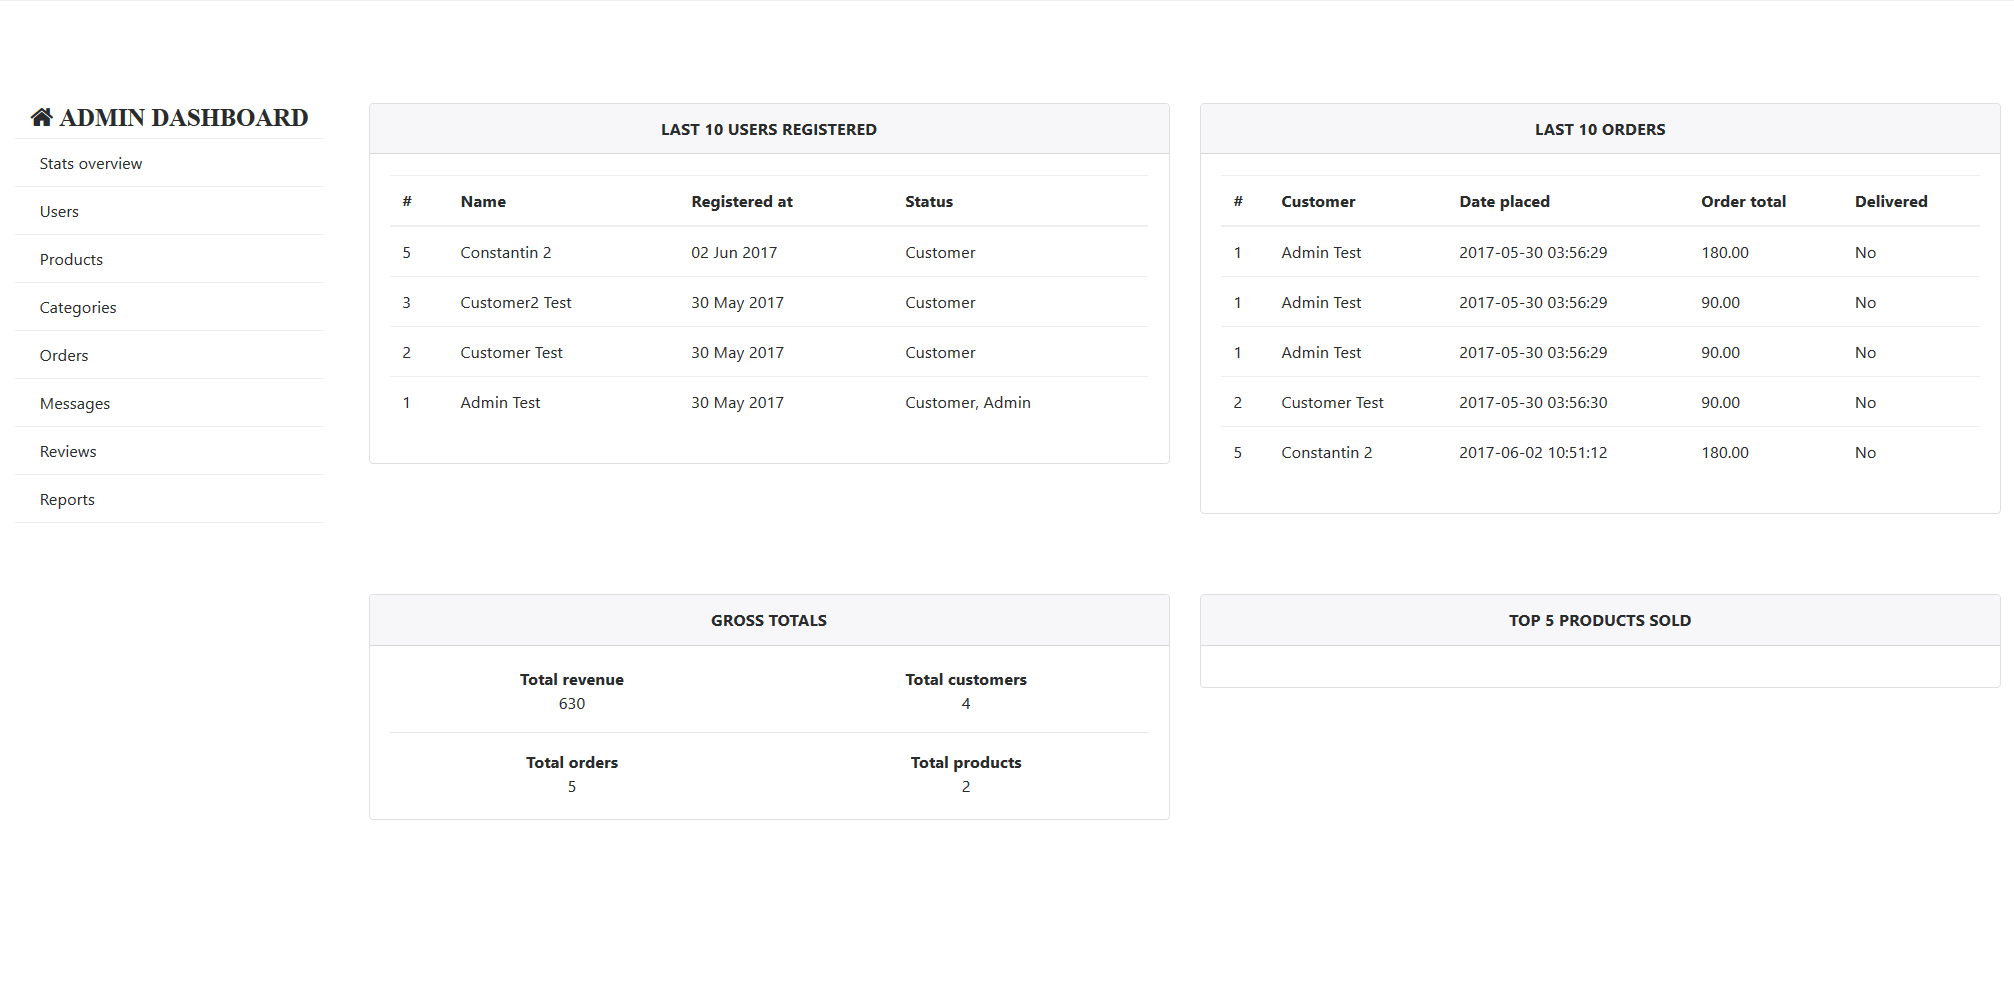 ADMIN DASHBOARD
Stats overview
Users
Products
Categories
Orders
Messages
Reviews
Reports
LAST 10 USERS REGISTERED
# Name Registered at Status
5 Constantin 2 02 Jun 2017 Customer
3 Customer2 Test 30 May 2017 Customer
2 Customer Test 30 May 2017 Customer
1 Admin Test 30 May 2017 Customer, Admin
LAST 10 ORDERS
# Customer Date placed Order total Delivered
1 Admin Test 2017-05-30 03:56:29 180.00 No
1 Admin Test 2017-05-30 03:56:29 90.00 No
1 Admin Test 2017-05-30 03:56:29 90.00 No
2 Customer Test 2017-05-30 03:56:30 90.00 No
5 Constantin 2 2017-06-02 10:51:12 180.00 No
GROSS TOTALS
Total revenue Total customers
630 4
Total orders Total products
5 2
TOP 5 PRODUCTS SOLD